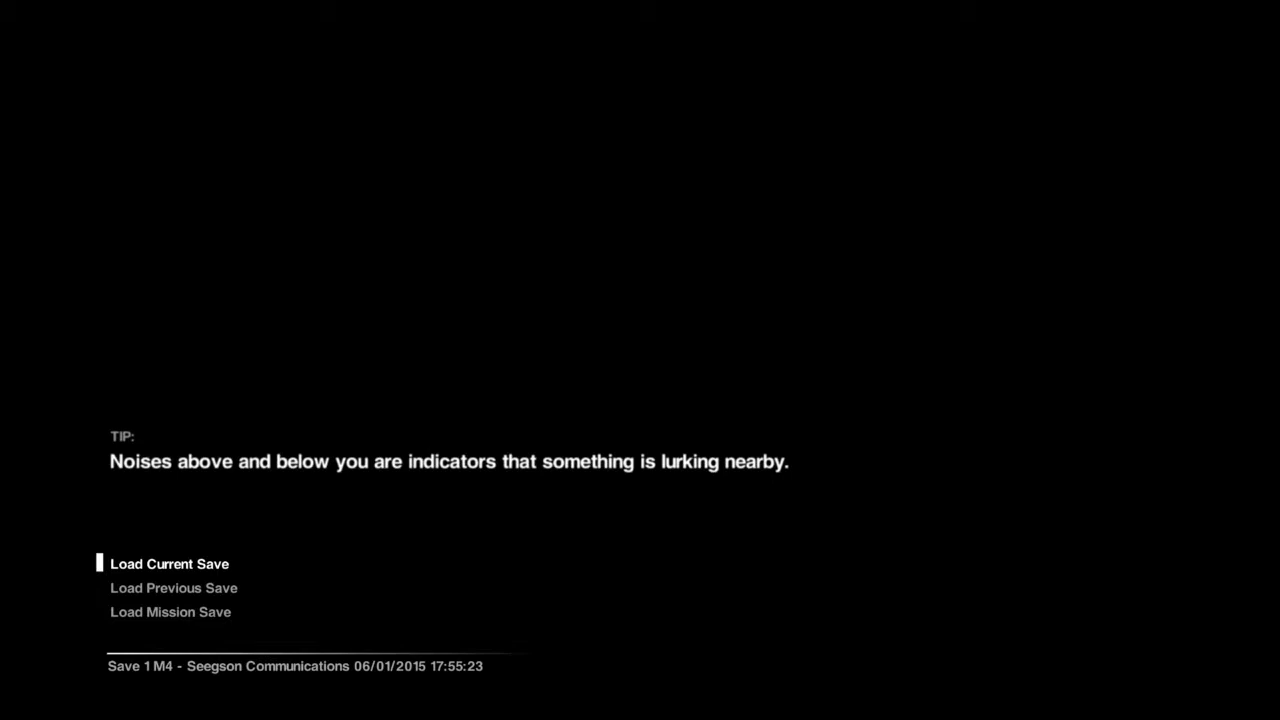 TIP:
Noises above and below you are indicators that something is lurking nearby.
Load Current Save
Load Previous Save
Load Mission Save
Save 1 M4 - Seegson Communications 06/01/2015 17:55:23